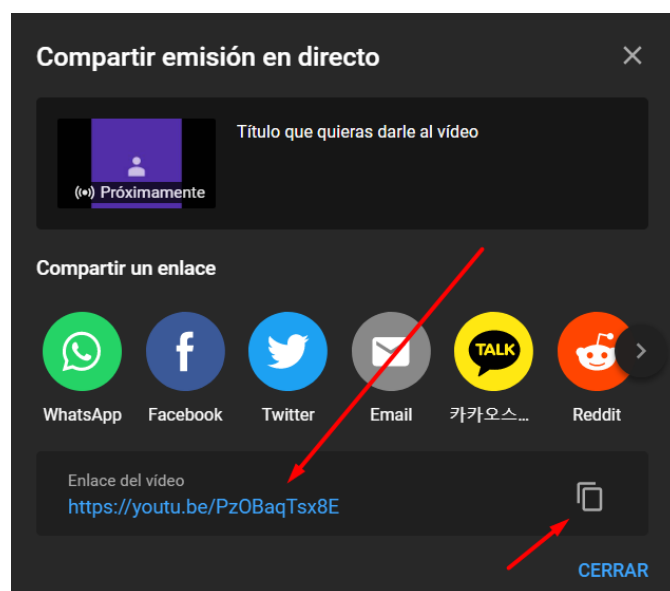 Compartir emisión en directo
Título que quieras darle al vídeo
Próximamente
Compartir un enlace
TALK
WhatsApp Facebook Twitter Email 카카오스... Reddit
Enlace del vídeo
https://youtu.be/PzOBaqTsx8E
CERRAR